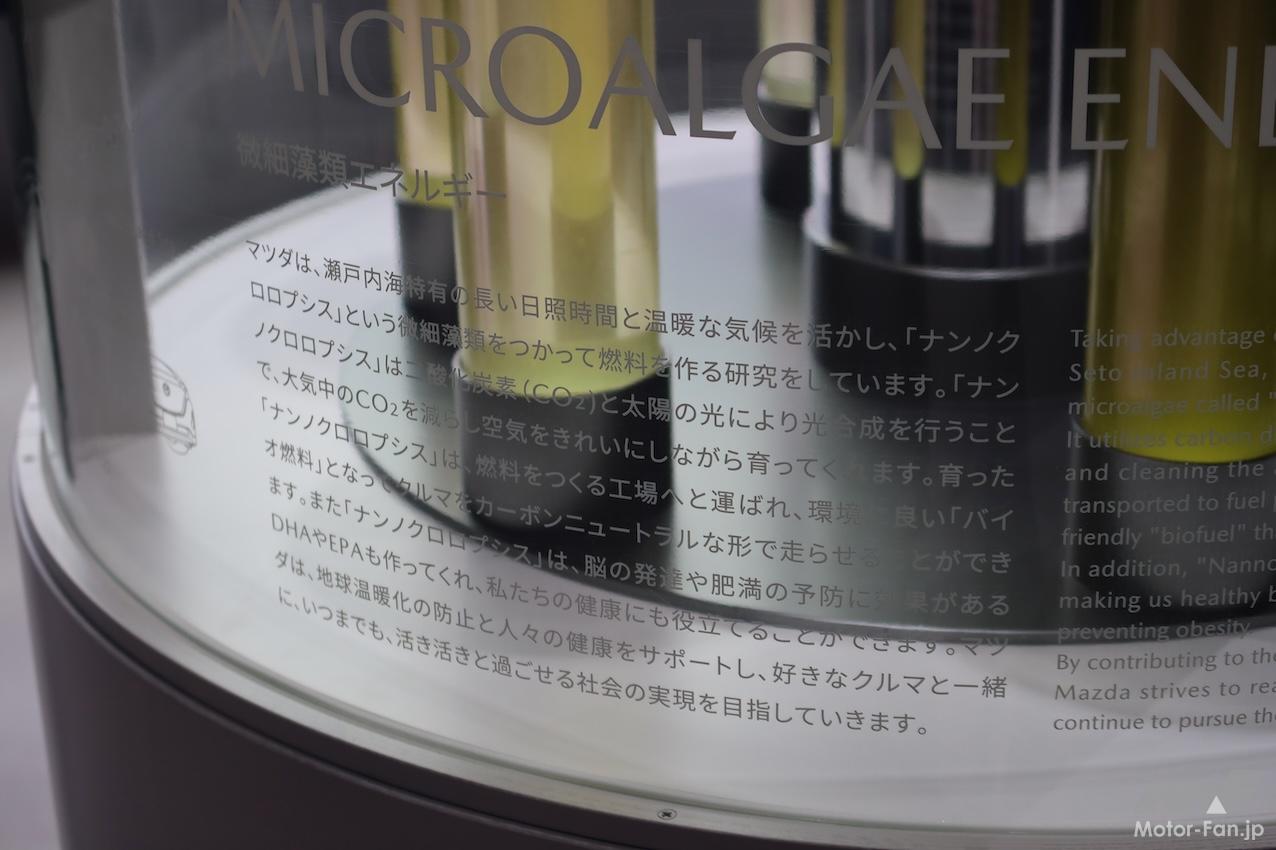 MICROALGAE ENE
微細藻類エネルギー
マツダは、瀬戸内海特有の長い日照時間と温暖な気候を活かし、「ナンノク
ロロプシス」という微細藻類をつかって燃料を作る研究をしています。「ナン
ノクロロプシス」は二酸化炭素（CO₂）と太陽の光により光合成を行うこと
で、大気中のCO₂を減らし空気をきれいにしながら育ってくれます。育った
「ナンノクロロプシス」は、燃料をつくる工場へと運ばれ、環境に良い「バイ
オ燃料」となってクルマをカーボンニュートラルな形で走らせることができ
ます。また「ナンノクロロプシス」は、脳の発達や肥満の予防に効果がある
DHAやEPAも作ってくれ、私たちの健康にも役立てることができます。マツ
ダは、地球温暖化の防止と人々の健康をサポートし、好きなクルマと一緒
に、いつまでも、活き活きと過ごせる社会の実現を目指していきます。
Taking advantage
Seto Inland Sea,
microalgae called "
It utilizes carbon d
and cleaning the
transported to fuel
friendly "biofuel" th
In addition, "Nanno
making us healthy b
preventing obesity.
By contributing to the
Mazda strives to rea
continue to pursue the
Motor-Fan.jp